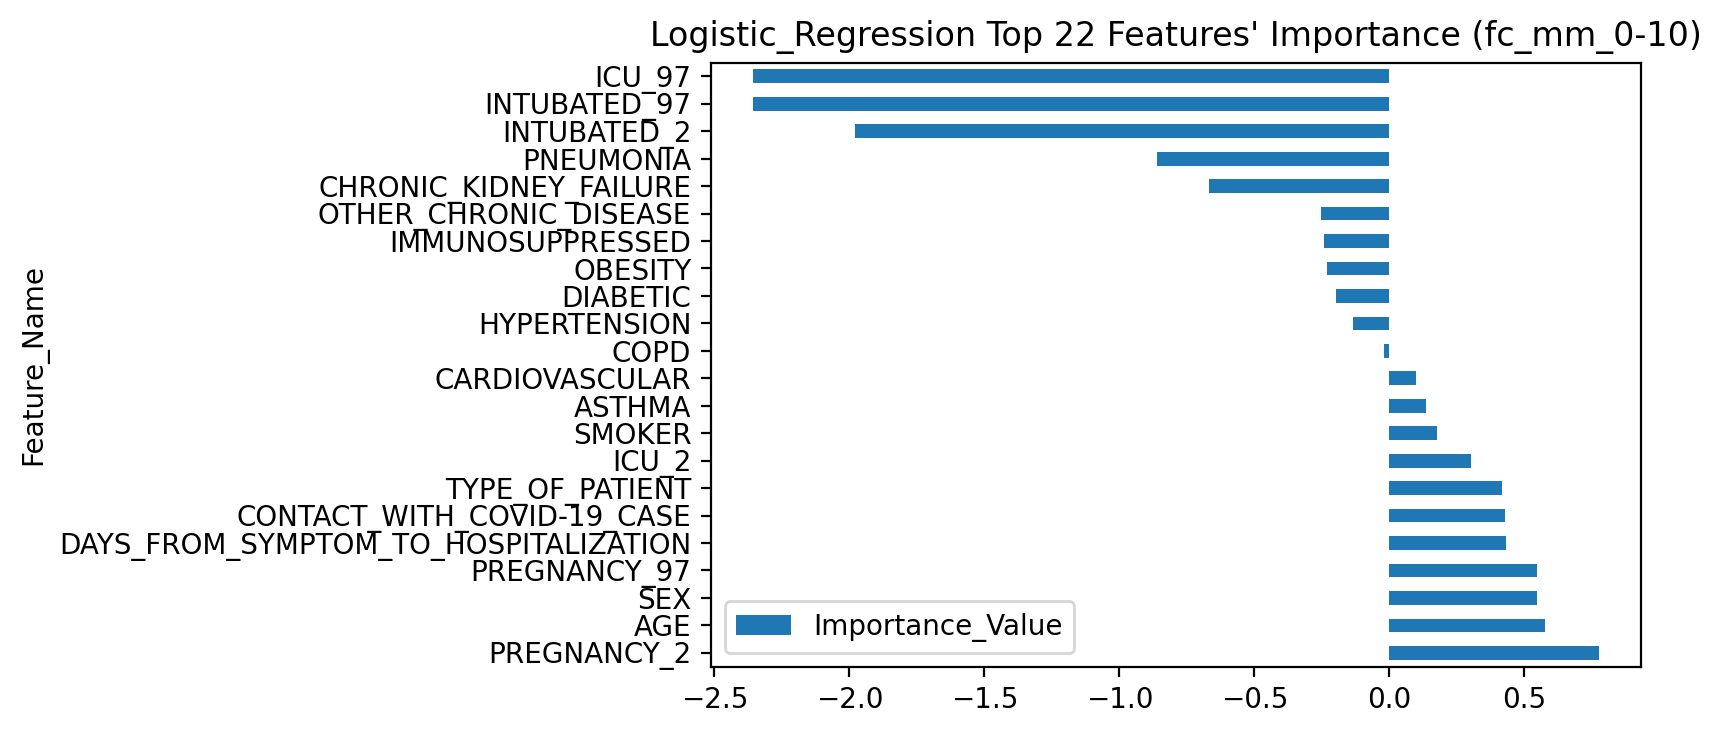 Logistic_Regression Top 22 Features' Importance (fc_mm_0-10)
Feature_Name
ICU_97
INTUBATED_97
INTUBATED_2
PNEUMONIA
CHRONIC_KIDNEY_FAILURE
OTHER_CHRONIC_DISEASE
IMMUNOSUPPRESSED
OBESITY
DIABETIC
HYPERTENSION
COPD
CARDIOVASCULAR
ASTHMA
SMOKER
ICU_2
TYPE_OF_PATIENT
CONTACT_WITH_COVID-19_CASE
DAYS_FROM_SYMPTOM_TO_HOSPITALIZATION
PREGNANCY_97
SEX
AGE
PREGNANCY_2
Importance_Value
−2.5 −2.0 −1.5 −1.0 −0.5 0.0 0.5